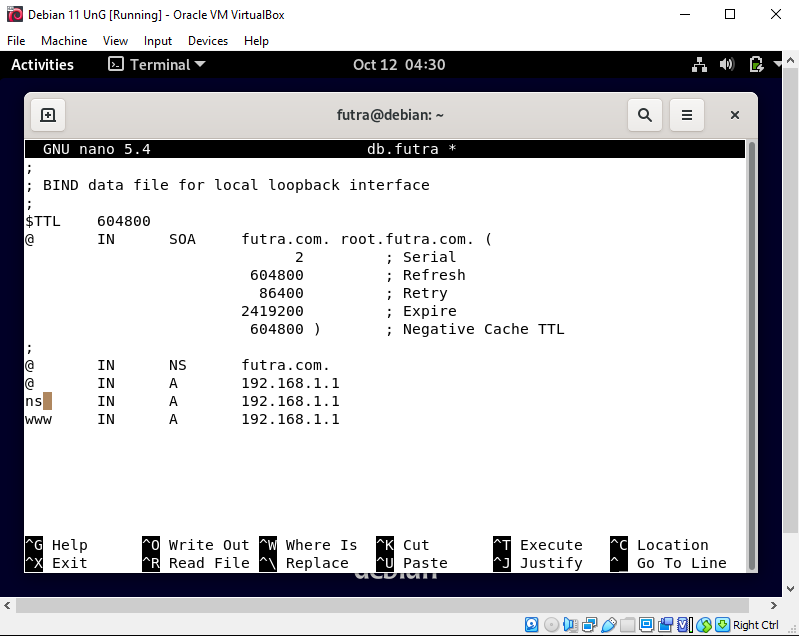 Debian 11 UnG [Running] - Oracle VM VirtualBox
File Machine View Input Devices Help
Activities Terminal Oct 12 04:30
futra@debian: ~
GNU nano 5.4 db.futra *
;
; BIND data file for local loopback interface
;
$TTL 604800
@ IN SOA futra.com. root.futra.com. (
2 ; Serial
604800 ; Refresh
86400 ; Retry
2419200 ; Expire
604800 ) ; Negative Cache TTL
;
@ IN NS futra.com.
@ IN A 192.168.1.1
ns IN A 192.168.1.1
www IN A 192.168.1.1
^G Help ^O Write Out ^W Where Is ^K Cut ^T Execute ^C Location
^X Exit ^R Read File ^\ Replace ^U Paste ^J Justify ^_ Go To Line
debian
Right Ctrl